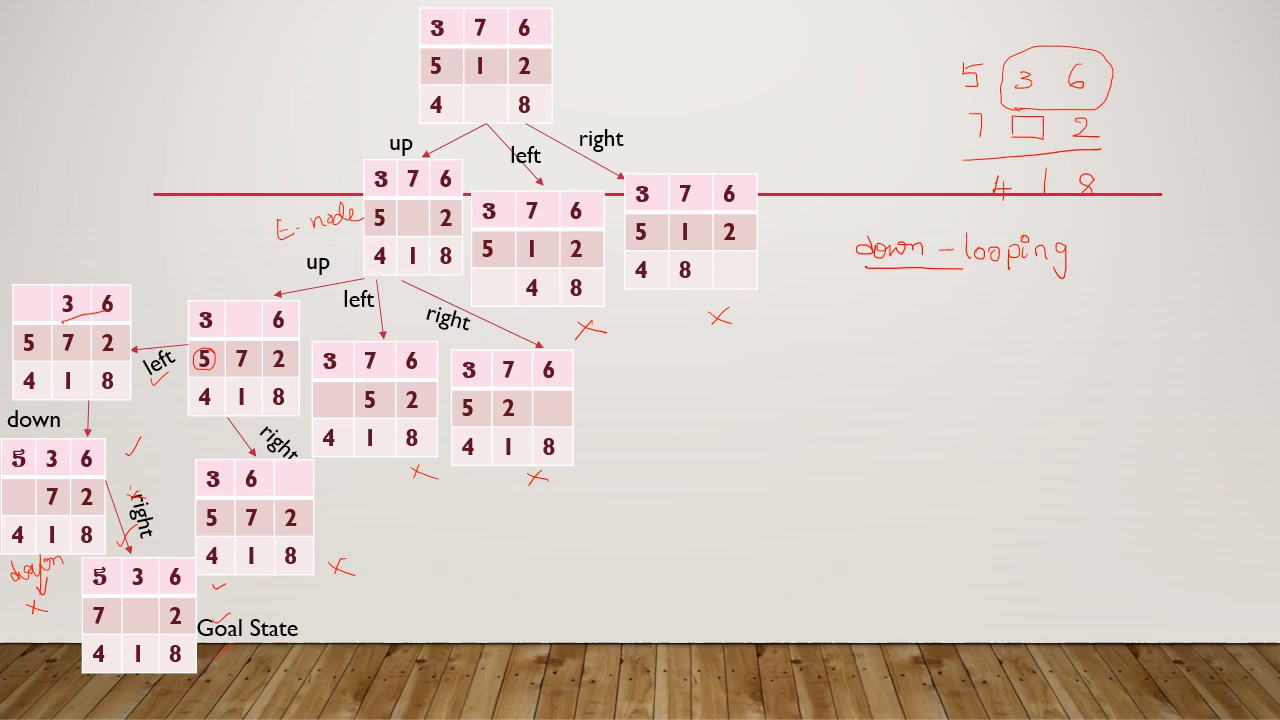 3 7 6
5 1 2
4 8
up
left
right
3 7 6
5 2
4 1 8
3 7 6
5 1 2
4 8
3 7 6
5 1 2
4 8
E-node
5 3 6
7 2
4 1 8
down - looping
up
left
right
3 6
5 7 2
4 1 8
left
3 6
5 7 2
4 1 8
3 7 6
5 2
4 1 8
3 7 6
5 2
4 1 8
x
x
down
right
5 3 6
7 2
4 1 8
right
3 6
5 7 2
4 1 8
x
x
x
down
x
5 3 6
7 2
4 1 8
Goal State